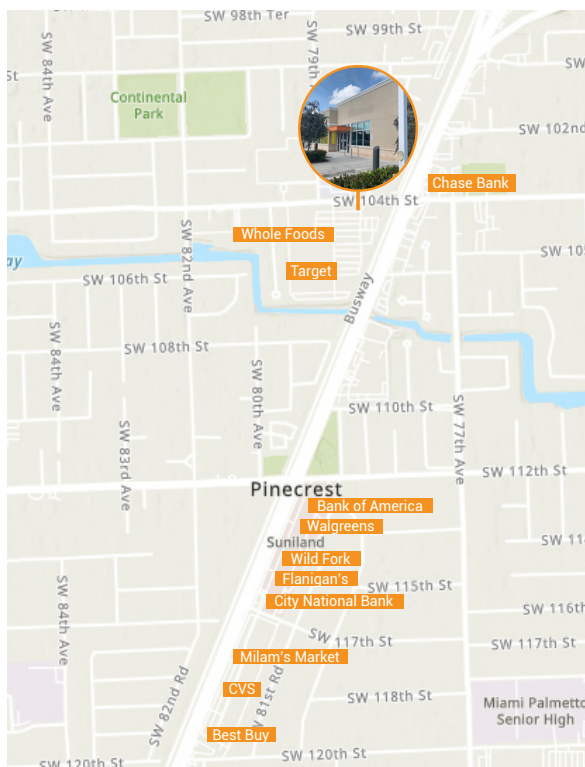 SW 98th Ter
SW 99th St
SW 79th
SW 84th Ave
St
SW
Continental
Park
SW 102nd
Chase Bank
SW 104th St
Whole Foods
SW 82nd Ave
Target
SW 105
SW 106th St
Busway
SW 84th Ave
SW 108th St
SW 80th Ave
SW 110th St
SW 77th Ave
SW 83rd Ave
SW 112th St
Pinecrest
Bank of America
Walgreens
Suniland
SW 114
Wild Fork
Flanigan's
SW 115th St
SW 84th Ave
City National Bank
SW 116th
SW 117th St
SW 117th St
Milam's Market
SW 82nd Rd
81st Rd
CVS
SW 118th St
Miami Palmetto
Senior High
Best Buy
SW 120th St
SW 120th St